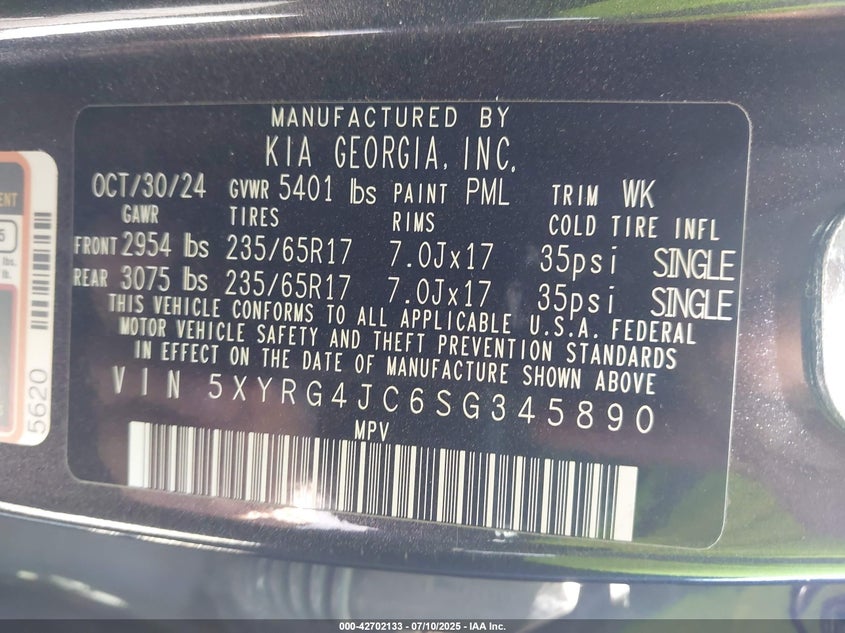 MANUFACTURED BY
KIA GEORGIA, INC.
OCT/30/24 GVWR 5401 lbs PAINT PML TRIM WK
GAWR TIRES RIMS COLD TIRE INFL
FRONT 2954 lbs 235/65R17 7.0Jx17 35psi SINGLE
REAR 3075 lbs 235/65R17 7.0Jx17 35psi SINGLE
THIS VEHICLE CONFORMS TO ALL APPLICABLE U.S.A. FEDERAL
MOTOR VEHICLE SAFETY AND THEFT PREVENTION STANDARDS
IN EFFECT ON THE DATE OF MANUFACTURE SHOWN ABOVE
VIN 5XYRG4JC6SG345890
MPV
5620
000-42702133 - 07/10/2025 - IAA Inc.